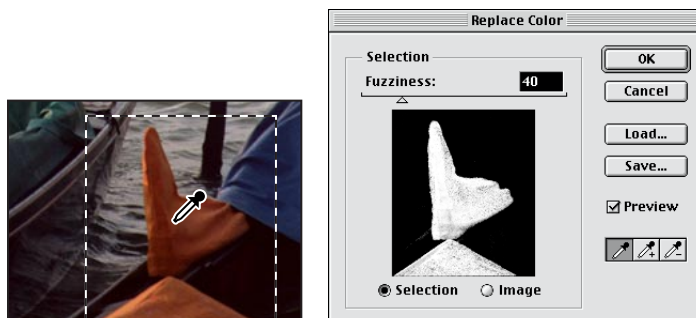 Replace Color
Selection
Fuzziness: 40
OK
Cancel
Load...
Save...
Preview
Selection Image